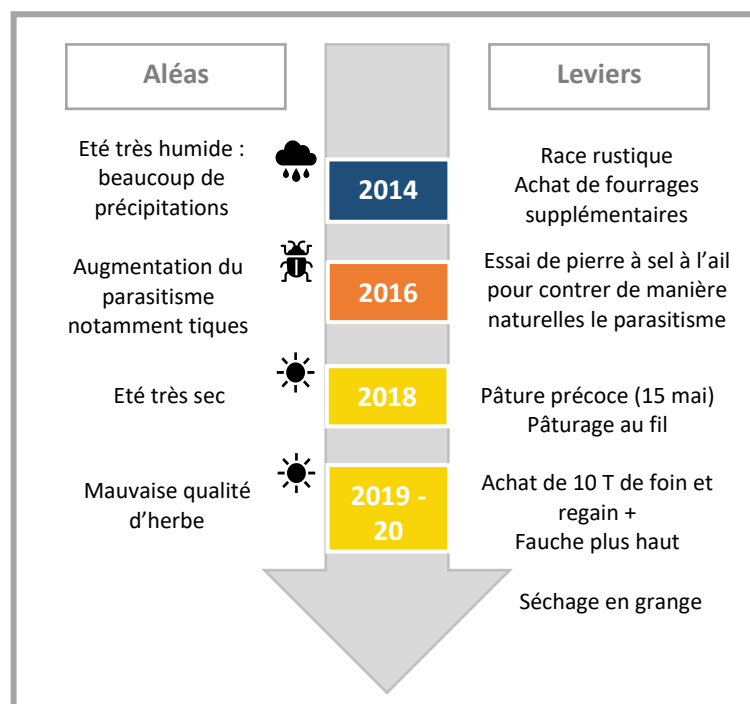 Aléas
Leviers
Eté très humide :
beaucoup de
précipitations
2014
Race rustique
Achat de fourrages
supplémentaires
Augmentation du
parasitisme
notamment tiques
2016
Essai de pierre à sel à l’ail
pour contrer de manière
naturelles le parasitisme
Eté très sec
2018
Pâture précoce (15 mai)
Pâturage au fil
Mauvaise qualité
d’herbe
2019 -
20
Achat de 10 T de foin et
regain +
Fauche plus haut
Séchage en grange